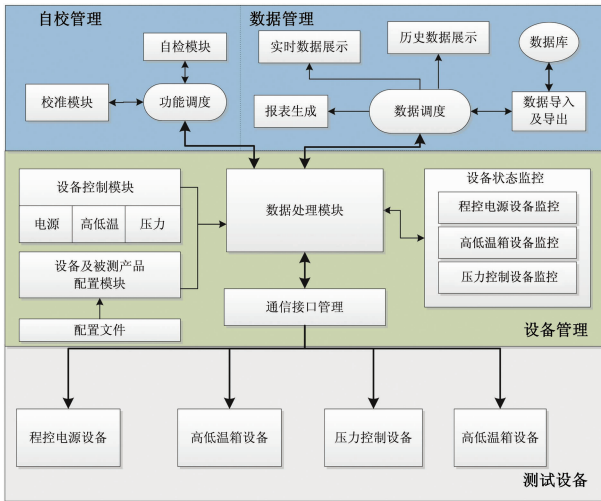 自校管理
数据管理
自检模块
实时数据展示
历史数据展示
数据库
校准模块
功能调度
报表生成
数据调度
数据导入
及导出
设备控制模块
电源
高低温
压力
数据处理模块
设备状态监控
程控电源设备监控
高低温箱设备监控
压力控制设备监控
设备及被测产品
配置模块
通信接口管理
配置文件
设备管理
程控电源设备
高低温箱设备
压力控制设备
高低温箱设备
测试设备